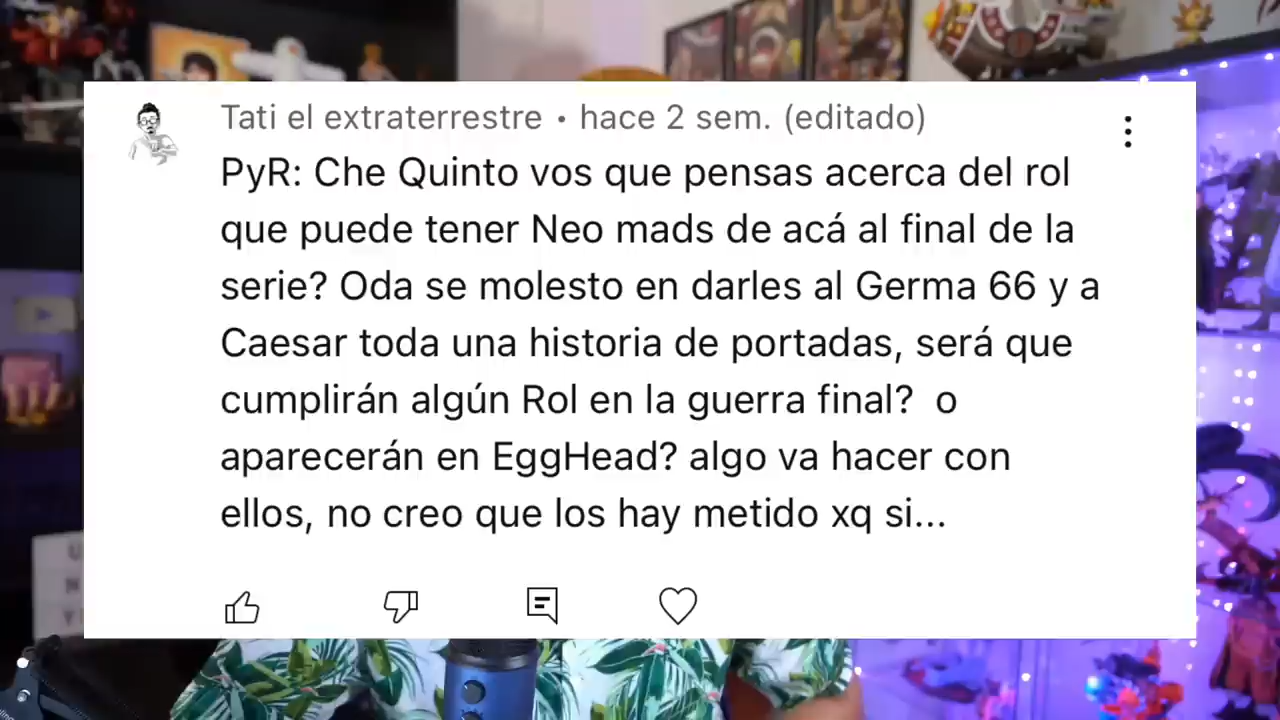 Tati el extraterrestre • hace 2 sem. (editado)
PyR: Che Quinto vos que pensas acerca del rol
que puede tener Neo mads de acá al final de la
serie? Oda se molesto en darles al Germa 66 y a
Caesar toda una historia de portadas, será que
cumplirán algún Rol en la guerra final?  o
aparecerán en EggHead? algo va hacer con
ellos, no creo que los hay metido xq si...